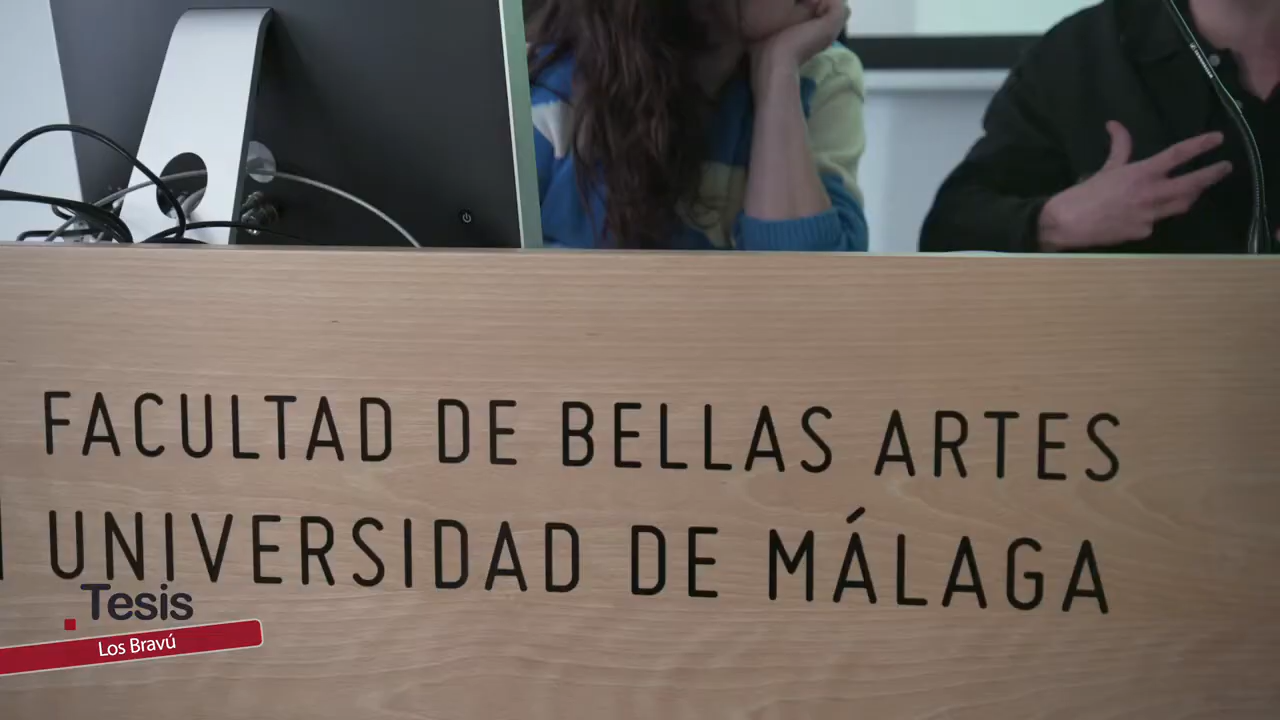 FACULTAD DE BELLAS ARTES
UNIVERSIDAD DE MÁLAGA
Tesis
Los Bravú